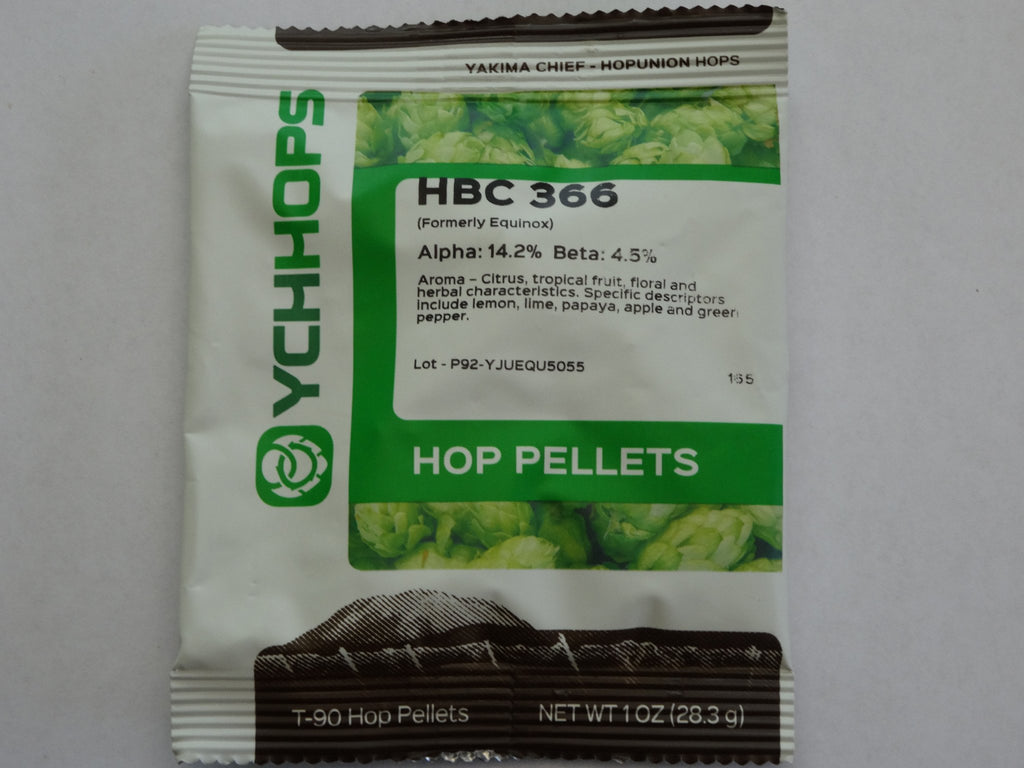 YAKIMA CHIEF - HOPUNION HOPS
YCHHOPS
HBC 366
(Formerly Equinox)
Alpha: 14.2% Beta: 4.5%
Aroma – Citrus, tropical fruit, floral and
herbal characteristics. Specific descriptors
include lemon, lime, papaya, apple and green
pepper.
Lot - P92-YJUEQU5055
165
HOP PELLETS
T-90 Hop Pellets
NET WT 1 OZ (28.3 g)